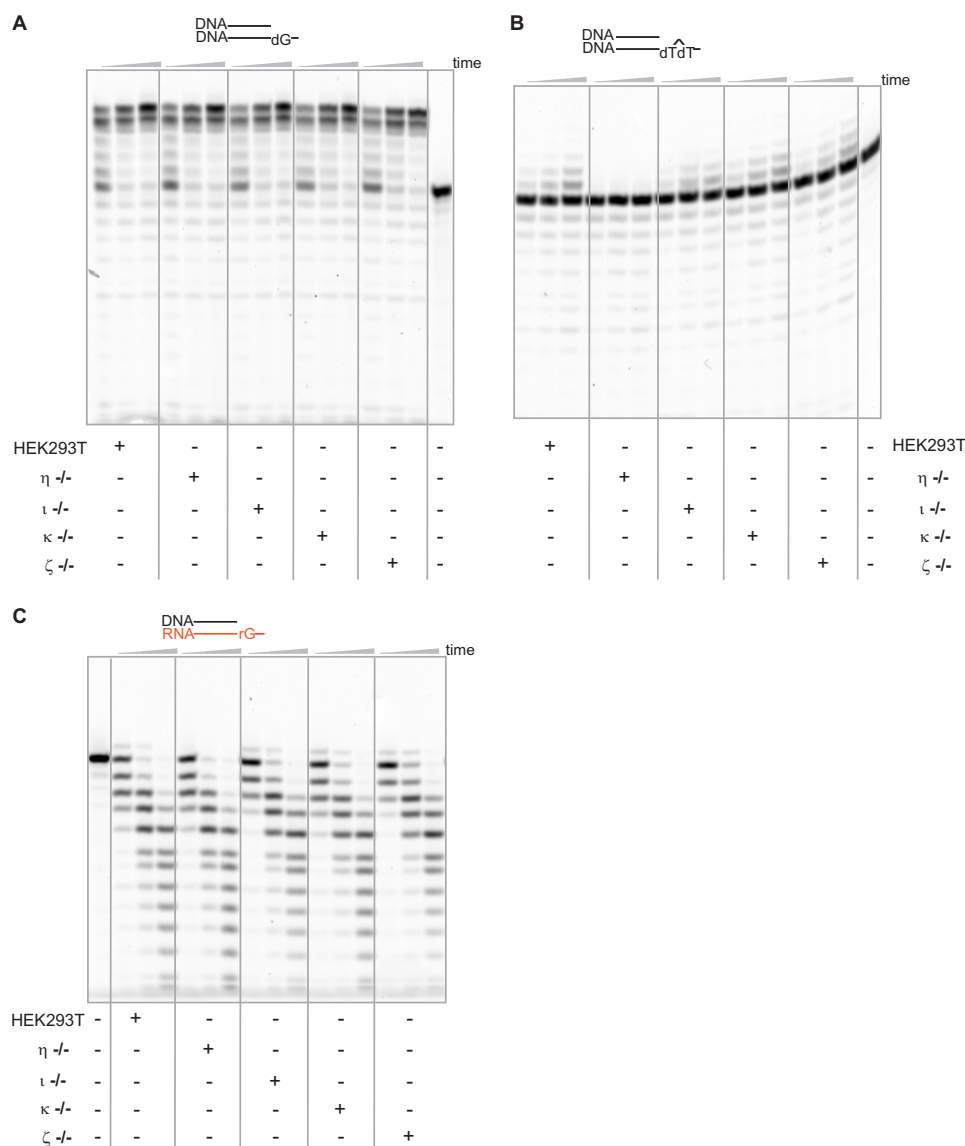 A
DNA
DNA dG
time
HEK293T + - - - - -
η -/- - + - - - -
ι -/- - - + - - -
κ -/- - - - + - -
ζ -/- - - - - + -
B
DNA
DNA dTdT
time
+ - - - - - HEK293T
- + - - - - η -/-
- - + - - - ι -/-
- - - + - - κ -/-
- - - - + - ζ -/-
C
DNA
RNA rG
time
HEK293T - + - - - -
η -/- - - + - - -
ι -/- - - - + - -
κ -/- - - - - + -
ζ -/- - - - - - +